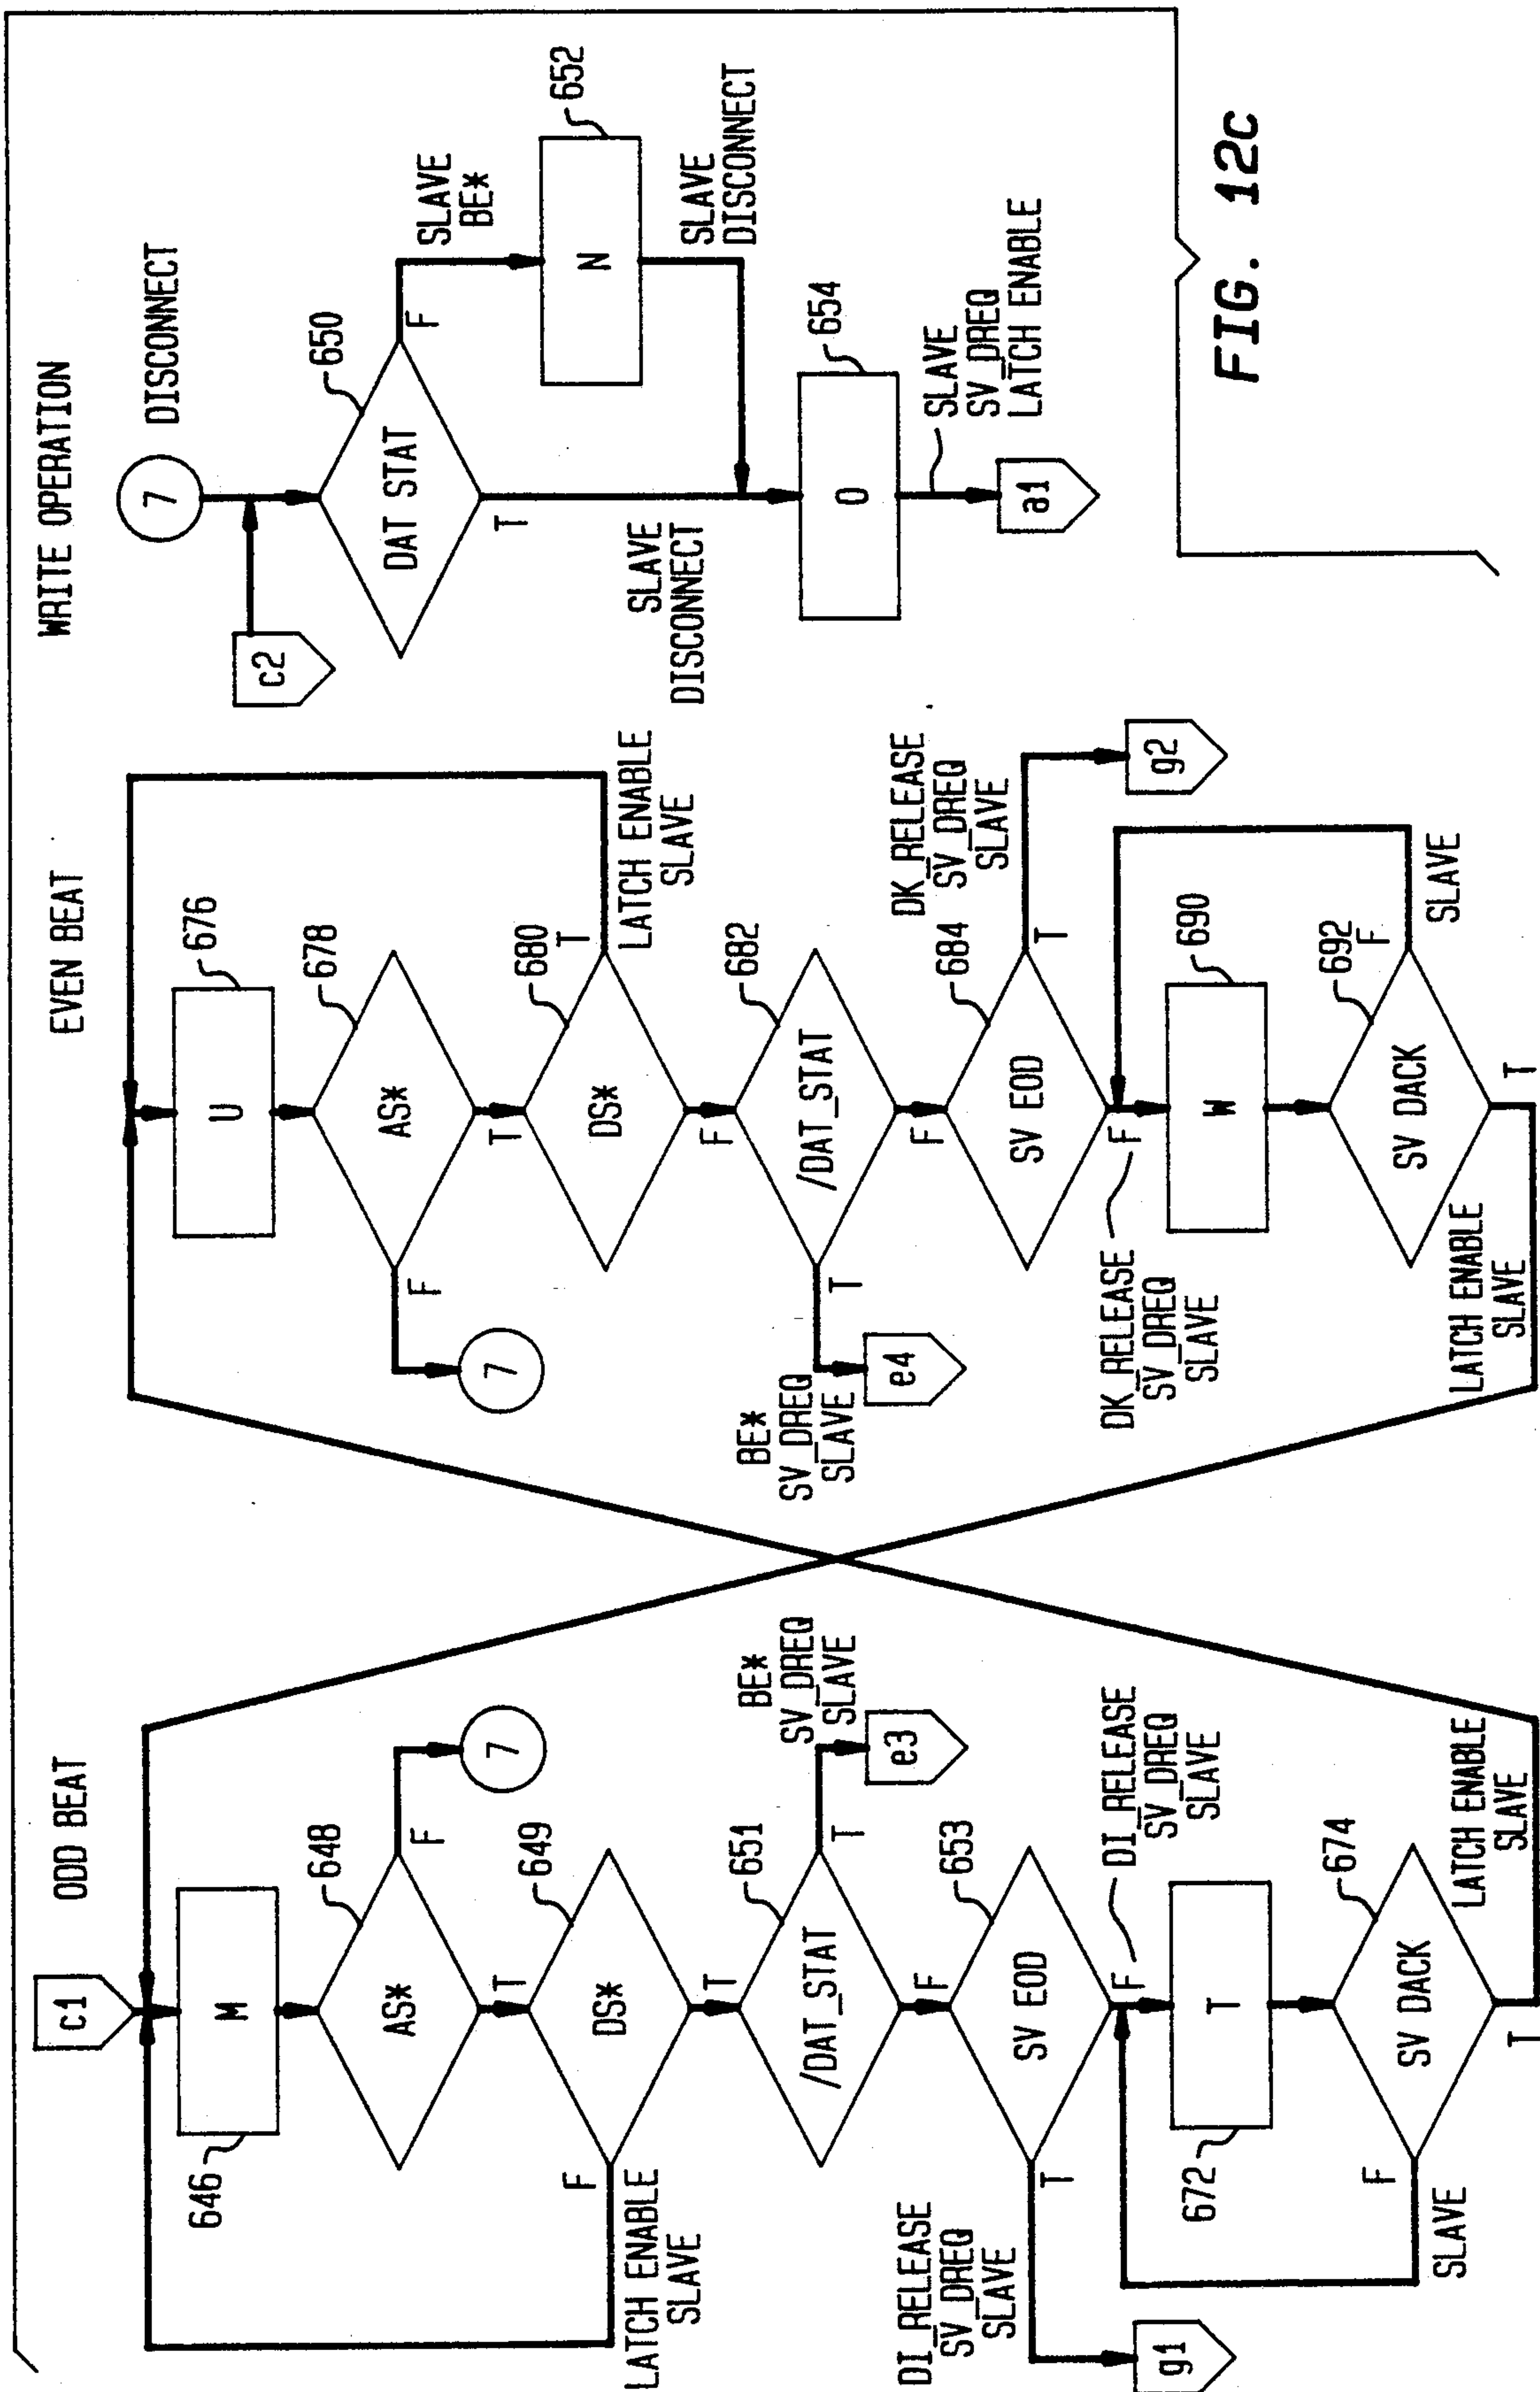 ODD BEAT
c1
M
646
AS*
648
F
7
T
DS*
649
F
LATCH ENABLE
SLAVE
T
/DAT_STAT
651
T
BE*
SV_DREQ
SLAVE
e3
F
SV EOD
653
T
DI_RELEASE
SV_DREQ
SLAVE
g1
F
DI_RELEASE
SV_DREQ
SLAVE
T
672
SV DACK
674
F
SLAVE
T
LATCH ENABLE
SLAVE
EVEN BEAT
U
676
AS*
678
F
7
T
DS*
680
T
LATCH ENABLE
SLAVE
F
/DAT_STAT
682
T
BE*
SV_DREQ
SLAVE
e4
F
SV EOD
684
T
DK_RELEASE
SV_DREQ
SLAVE
g2
F
DK_RELEASE
SV_DREQ
SLAVE
W
690
SV DACK
692
F
SLAVE
T
LATCH ENABLE
SLAVE
WRITE OPERATION
7
DISCONNECT
c2
DAT STAT
650
F
SLAVE
BE*
N
652
SLAVE
DISCONNECT
T
SLAVE
DISCONNECT
O
654
SLAVE
SV_DREQ
LATCH ENABLE
a1
FIG. 12c